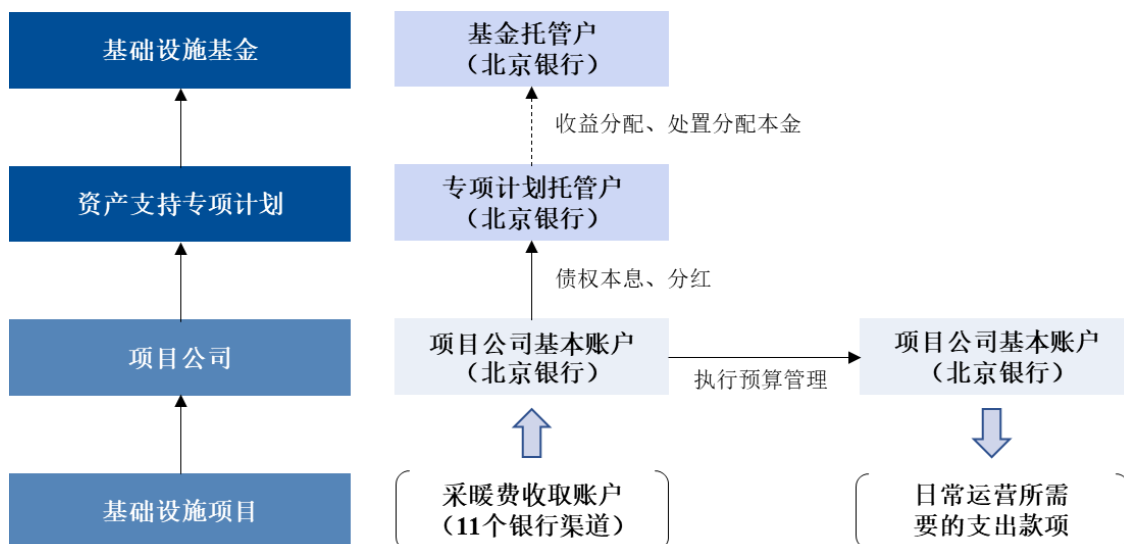 基础设施基金
基金托管户
（北京银行）
收益分配、处置分配本金
资产支持专项计划
专项计划托管户
（北京银行）
债权本息、分红
项目公司
项目公司基本账户
（北京银行）
执行预算管理
项目公司基本账户
（北京银行）
基础设施项目
采暖费收取账户
（11个银行渠道）
日常运营所需
要的支出款项